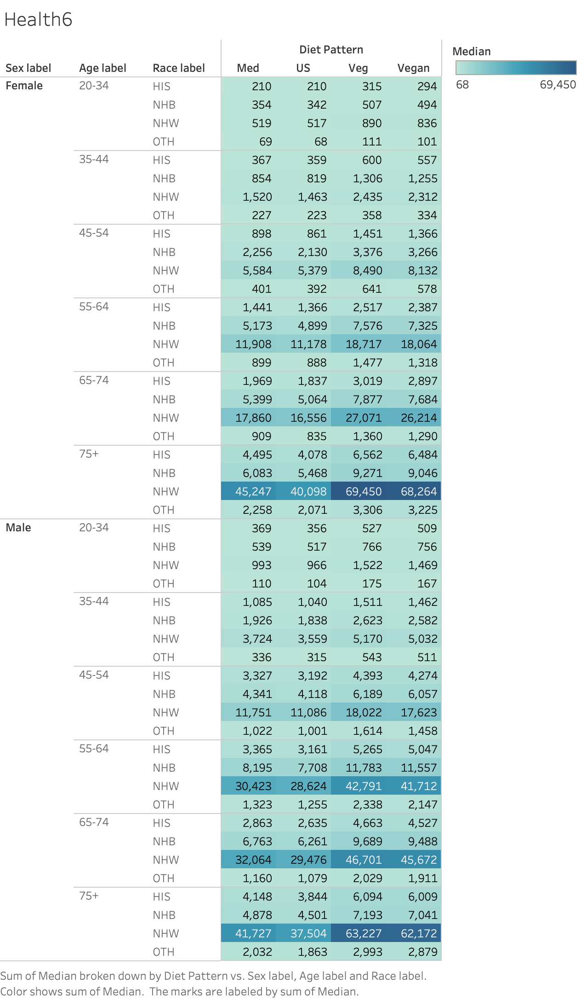 Health6
Diet Pattern
Sex label Age label Race label Med US Veg Vegan
Median
68 69,450
Female 20-34 HIS 210 210 315 294
NHB 354 342 507 494
NHW 519 517 890 836
OTH 69 68 111 101
35-44 HIS 367 359 600 557
NHB 854 819 1,306 1,255
NHW 1,520 1,463 2,435 2,312
OTH 227 223 358 334
45-54 HIS 898 861 1,451 1,366
NHB 2,256 2,130 3,376 3,266
NHW 5,584 5,379 8,490 8,132
OTH 401 392 641 578
55-64 HIS 1,441 1,366 2,517 2,387
NHB 5,173 4,899 7,576 7,325
NHW 11,908 11,178 18,717 18,064
OTH 899 888 1,477 1,318
65-74 HIS 1,969 1,837 3,019 2,897
NHB 5,399 5,064 7,877 7,684
NHW 17,860 16,556 27,071 26,214
OTH 909 835 1,360 1,290
75+ HIS 4,495 4,078 6,562 6,484
NHB 6,083 5,468 9,271 9,046
NHW 45,247 40,098 69,450 68,264
OTH 2,258 2,071 3,306 3,225
Male 20-34 HIS 369 356 527 509
NHB 539 517 766 756
NHW 993 966 1,522 1,469
OTH 110 104 175 167
35-44 HIS 1,085 1,040 1,511 1,462
NHB 1,926 1,838 2,623 2,582
NHW 3,724 3,559 5,170 5,032
OTH 336 315 543 511
45-54 HIS 3,327 3,192 4,393 4,274
NHB 4,341 4,118 6,189 6,057
NHW 11,751 11,086 18,022 17,623
OTH 1,022 1,001 1,614 1,458
55-64 HIS 3,365 3,161 5,265 5,047
NHB 8,195 7,708 11,783 11,557
NHW 30,423 28,624 42,791 41,712
OTH 1,323 1,255 2,338 2,147
65-74 HIS 2,863 2,635 4,663 4,527
NHB 6,763 6,261 9,689 9,488
NHW 32,064 29,476 46,701 45,672
OTH 1,160 1,079 2,029 1,911
75+ HIS 4,148 3,844 6,094 6,009
NHB 4,878 4,501 7,193 7,041
NHW 41,727 37,504 63,227 62,172
OTH 2,032 1,863 2,993 2,879
Sum of Median broken down by Diet Pattern vs. Sex label, Age label and Race label.
Color shows sum of Median. The marks are labeled by sum of Median.